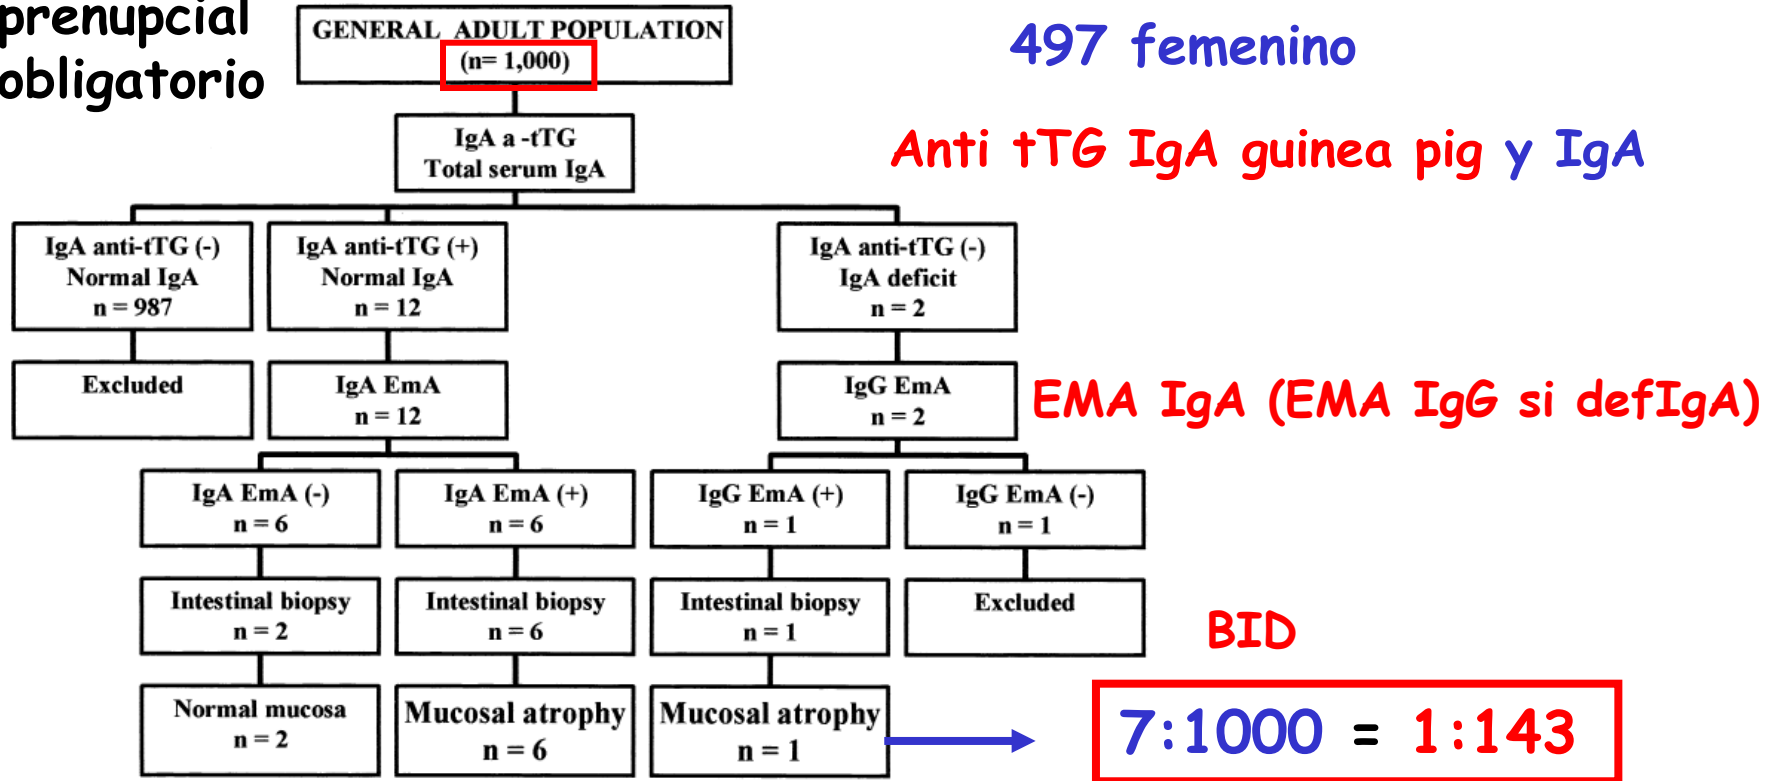 prenupcial
obligatorio
GENERAL ADULT POPULATION
(n= 1,000)
497 femenino
IgA a -tTG
Total serum IgA
Anti tTG IgA guinea pig y IgA
IgA anti-tTG (-)
Normal IgA
n = 987
IgA anti-tTG (+)
Normal IgA
n = 12
IgA anti-tTG (-)
IgA deficit
n = 2
Excluded
IgA EmA
n = 12
IgG EmA
n = 2
EMA IgA (EMA IgG si defIgA)
IgA EmA (-)
n = 6
IgA EmA (+)
n = 6
IgG EmA (+)
n = 1
IgG EmA (-)
n = 1
Intestinal biopsy
n = 2
Intestinal biopsy
n = 6
Intestinal biopsy
n = 1
Excluded
BID
Normal mucosa
n = 2
Mucosal atrophy
n = 6
Mucosal atrophy
n = 1
7:1000 = 1:143